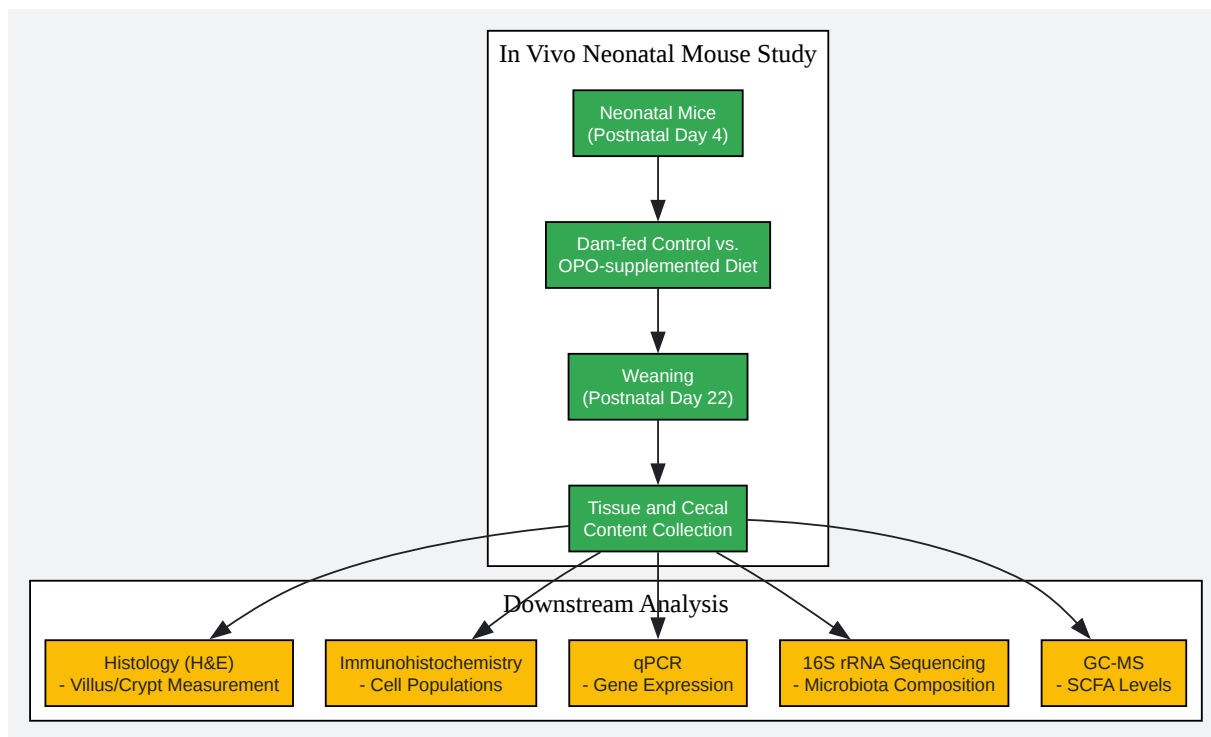 In Vivo Neonatal Mouse Study
Neonatal Mice
(Postnatal Day 4)
Dam-fed Control vs.
OPO-supplemented Diet
Weaning
(Postnatal Day 22)
Tissue and Cecal
Content Collection
Downstream Analysis
Histology (H&E)
- Villus/Crypt Measurement
Immunohistochemistry
- Cell Populations
qPCR
- Gene Expression
16S rRNA Sequencing
- Microbiota Composition
GC-MS
- SCFA Levels